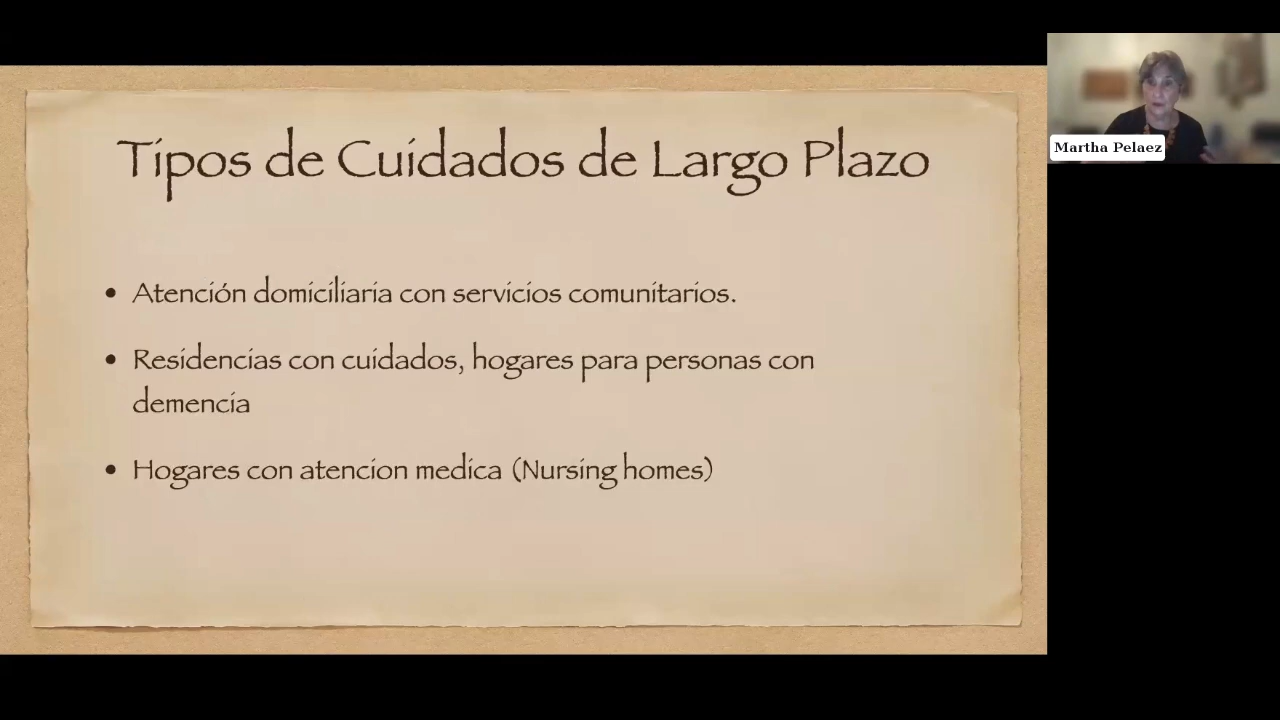 Tipos de Cuidados de Largo Plazo
• Atención domiciliaria con servicios comunitarios.
• Residencias con cuidados, hogares para personas con
demencia
• Hogares con atencion medica (Nursing homes)
Martha Pelaez